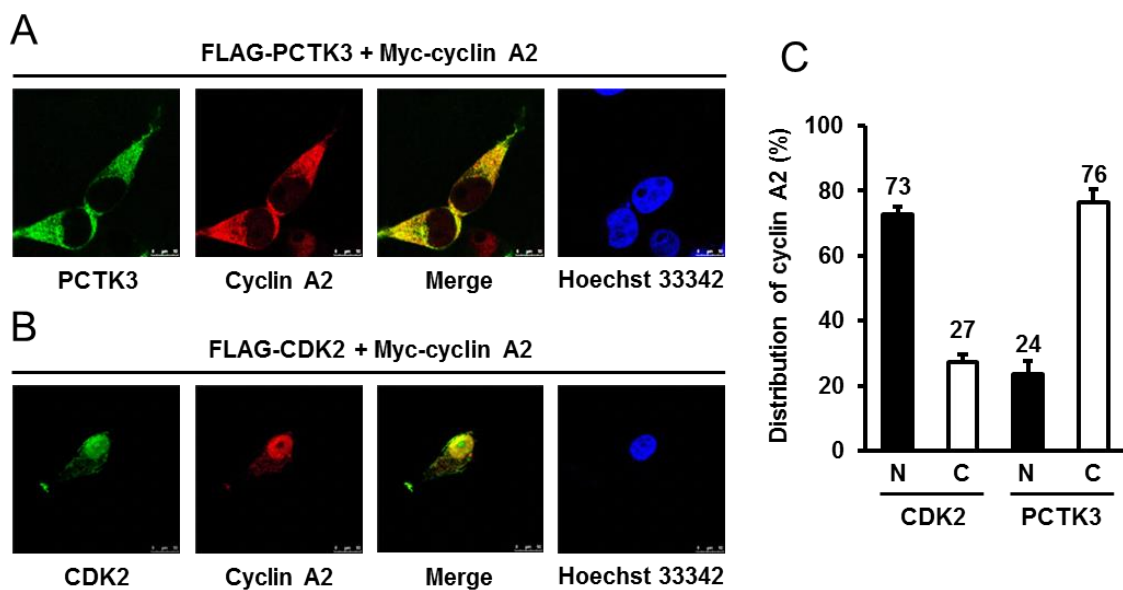 A
FLAG-PCTK3 + Myc-cyclin A2
PCTK3 Cyclin A2 Merge Hoechst 33342
B
FLAG-CDK2 + Myc-cyclin A2
CDK2 Cyclin A2 Merge Hoechst 33342
C
Distribution of cyclin A2 (%)
100
80
60
40
20
0
73 27 24 76
N C N C
CDK2 PCTK3